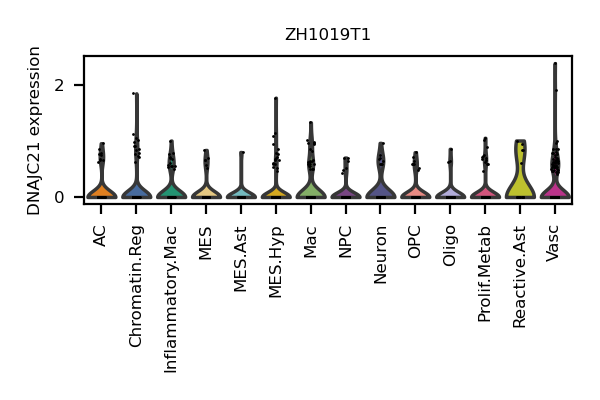 ZH1019T1
DNAJC21 expression
2
0
AC
Chromatin.Reg
Inflammatory.Mac
MES
MES.Ast
MES.Hyp
Mac
NPC
Neuron
OPC
Oligo
Prolif.Metab
Reactive.Ast
Vasc